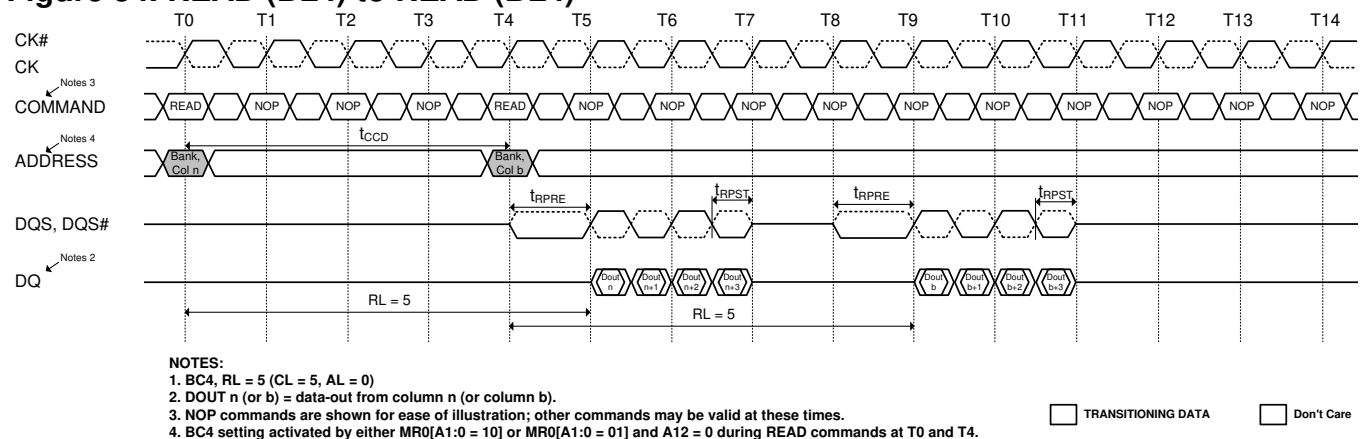 T0 T1 T2 T3 T4 T5 T6 T7 T8 T9 T10 T11 T12 T13 T14
CK#
CK
Notes 3
COMMAND READ NOP NOP NOP READ NOP NOP NOP NOP NOP NOP NOP NOP NOP NOP
tCCD
Notes 4
ADDRESS
Bank, Bank,
Col n Col b
tRPRE tRPST tRPRE tRPST
DQS, DQS#
Notes 2
DQ
Dout Dout Dout Dout Dout Dout Dout Dout
n n+1 n+2 n+3 b b+1 b+2 b+3
RL = 5
RL = 5
NOTES:
1. BC4, RL = 5 (CL = 5, AL = 0)
2. DOUT n (or b) = data-out from column n (or column b).
3. NOP commands are shown for ease of illustration; other commands may be valid at these times.
4. BC4 setting activated by either MR0[A1:0 = 10] or MR0[A1:0 = 01] and A12 = 0 during READ commands at T0 and T4.
TRANSITIONING DATA Don't Care